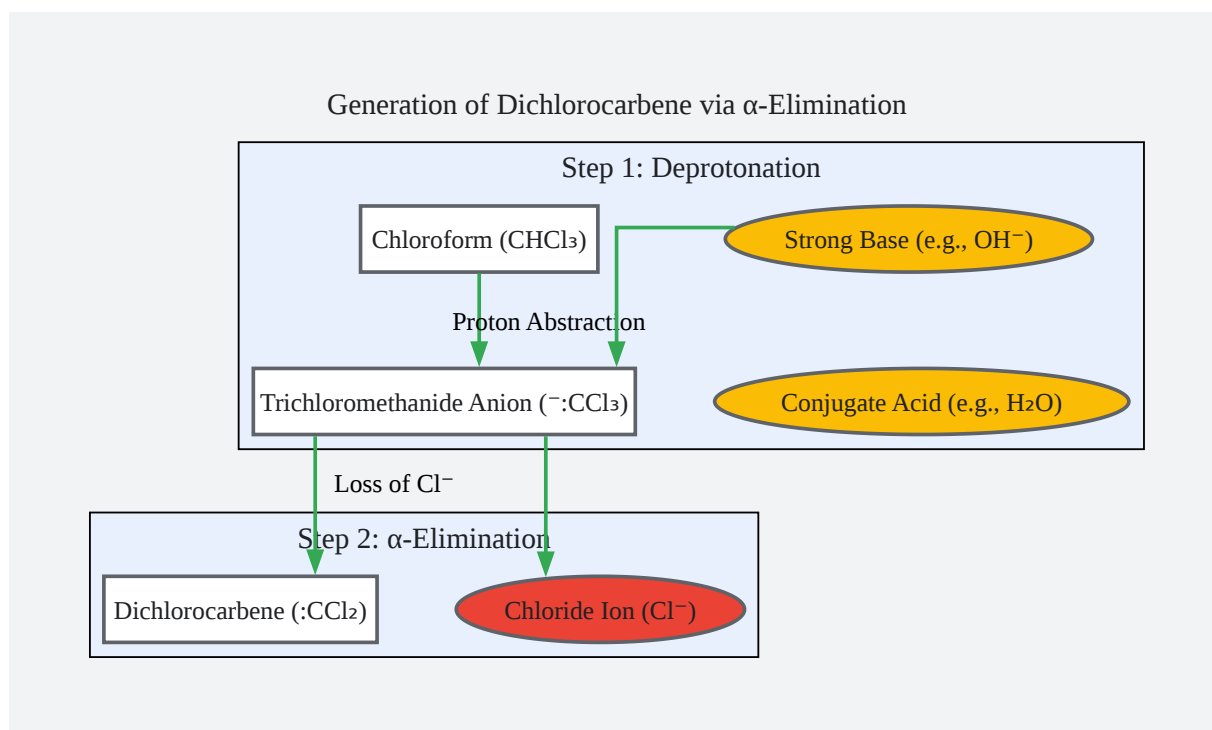 Generation of Dichlorocarbene via α-Elimination
Step 1: Deprotonation
Chloroform (CHCl₃)
Strong Base (e.g., OH⁻)
Proton Abstraction
Trichloromethanide Anion (⁻:CCl₃)
Conjugate Acid (e.g., H₂O)
Loss of Cl⁻
Step 2: α-Elimination
Dichlorocarbene (:CCl₂)
Chloride Ion (Cl⁻)